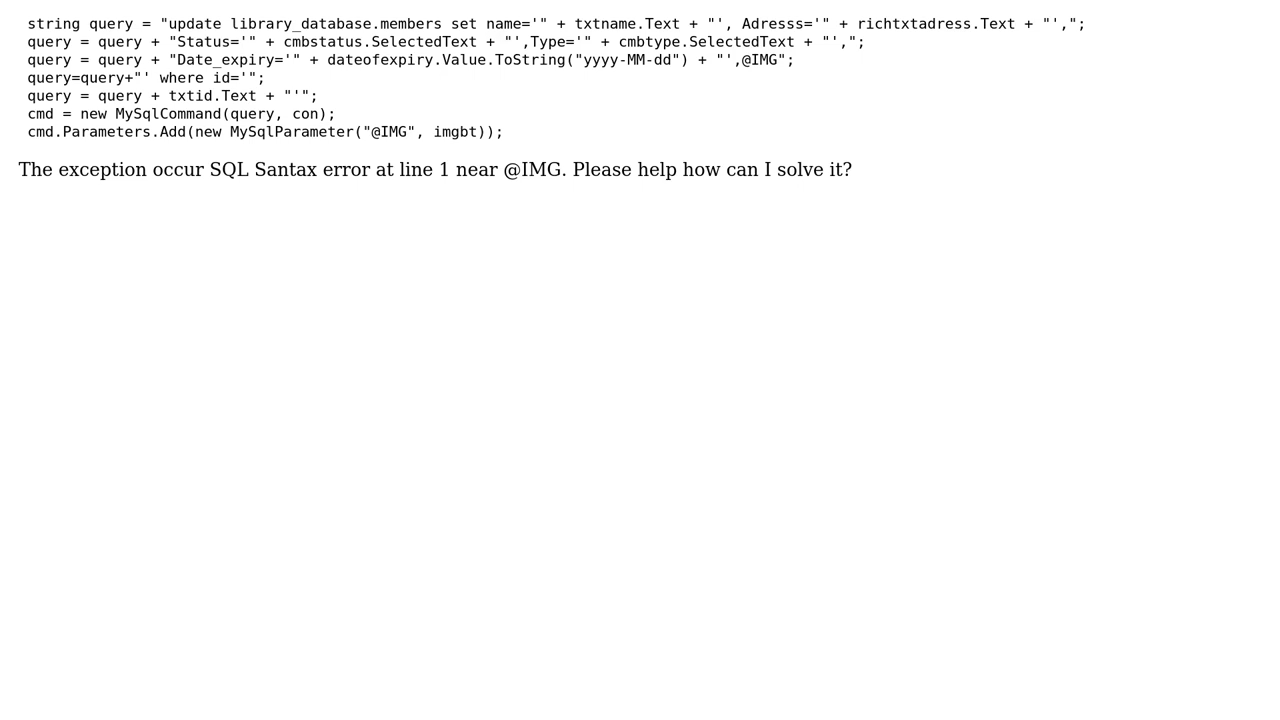 string query = "update library_database.members set name='" + txtname.Text + "', Adresss='" + richtxtadress.Text + "',";
query = query + "Status='" + cmbstatus.SelectedText + "',Type='" + cmbtype.SelectedText + "',";
query = query + "Date_expiry='" + dateofexpiry.Value.ToString("yyyy-MM-dd") + "',@IMG";
query=query+"' where id='";
query = query + txtid.Text + "'";
cmd = new MySqlCommand(query, con);
cmd.Parameters.Add(new MySqlParameter("@IMG", imgbt));
The exception occur SQL Santax error at line 1 near @IMG. Please help how can I solve it?